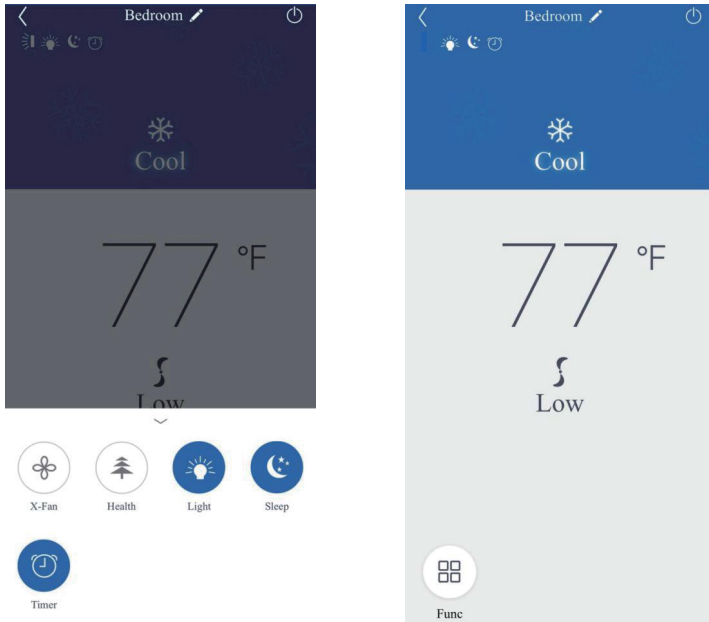 Bedroom
Cool
77 °F
Low
X-Fan
Health
Light
Sleep
Timer
Bedroom
Cool
77 °F
Low
Func